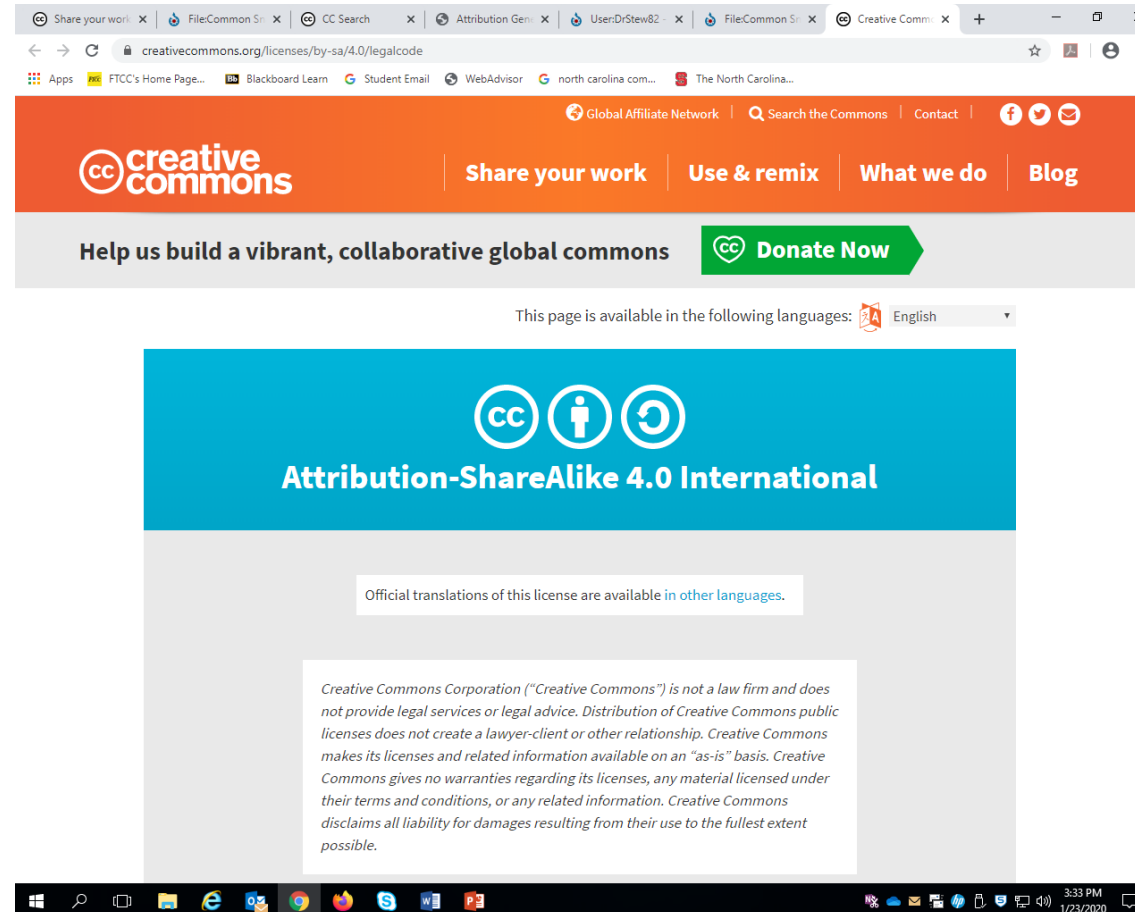 Share your work
File:Common Sn
CC Search
Attribution Gene
User:DrStew82 -
File:Common Sn
Creative Commo
creativecommons.org/licenses/by-sa/4.0/legalcode
Apps FTCC's Home Page... Bb Blackboard Learn G Student Email WebAdvisor G north carolina com... The North Carolina...
Global Affiliate Network | Search the Commons | Contact |
cc creative commons
Share your work Use & remix What we do Blog
Help us build a vibrant, collaborative global commons cc Donate Now
This page is available in the following languages: English
cc
Attribution-ShareAlike 4.0 International
Official translations of this license are available in other languages.
Creative Commons Corporation (“Creative Commons”) is not a law firm and does
not provide legal services or legal advice. Distribution of Creative Commons public
licenses does not create a lawyer-client or other relationship. Creative Commons
makes its licenses and related information available on an “as-is” basis. Creative
Commons gives no warranties regarding its licenses, any material licensed under
their terms and conditions, or any related information. Creative Commons
disclaims all liability for damages resulting from their use to the fullest extent
possible.
3:33 PM
1/23/2020